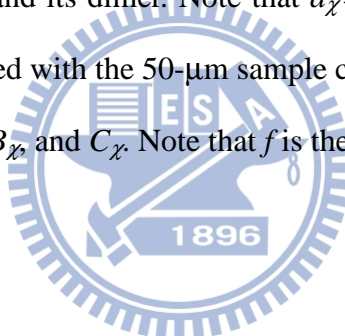 and its dimer. Note that
ed with the 50-μm sample c
Bχ, and Cχ. Note that f is the
ES
A
1896